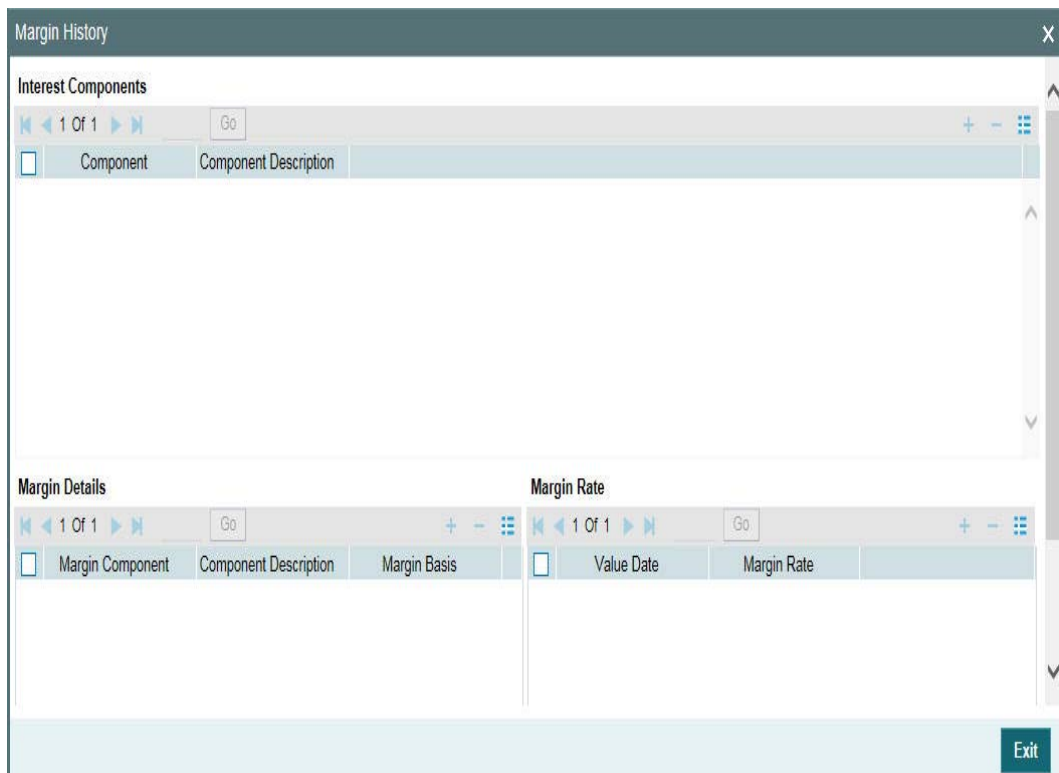 Margin History X
Interest Components
1 Of 1 Go + -
Component Component Description
Margin Details Margin Rate
1 Of 1 Go + - 1 Of 1 Go + -
Margin Component Component Description Margin Basis Value Date Margin Rate
Exit